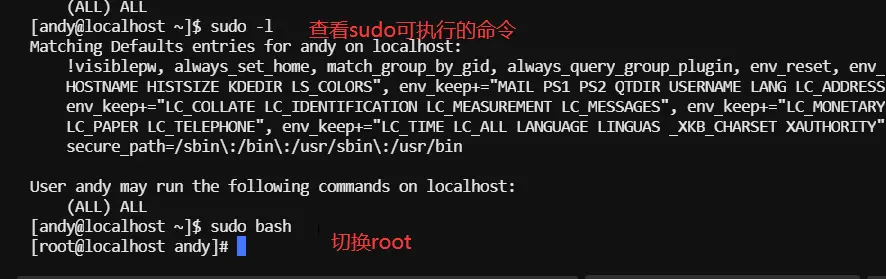 (ALL) ALL
[andy@localhost ~]$ sudo -l 查看sudo可执行的命令
Matching Defaults entries for andy on localhost:
!visiblepw, always_set_home, match_group_by_gid, always_query_group_plugin, env_reset, env_
HOSTNAME HISTSIZE KDEDIR LS_COLORS", env_keep+="MAIL PS1 PS2 QTDIR USERNAME LANG LC_ADDRESS
env_keep+="LC_COLLATE LC_IDENTIFICATION LC_MEASUREMENT LC_MESSAGES", env_keep+="LC_MONETARY
LC_PAPER LC_TELEPHONE", env_keep+="LC_TIME LC_ALL LANGUAGE LINGUAS _XKB_CHARSET XAUTHORITY"
secure_path=/sbin\:/bin\:/usr/sbin\:/usr/bin
User andy may run the following commands on localhost:
(ALL) ALL
[andy@localhost ~]$ sudo bash
[root@localhost andy]# 切换root